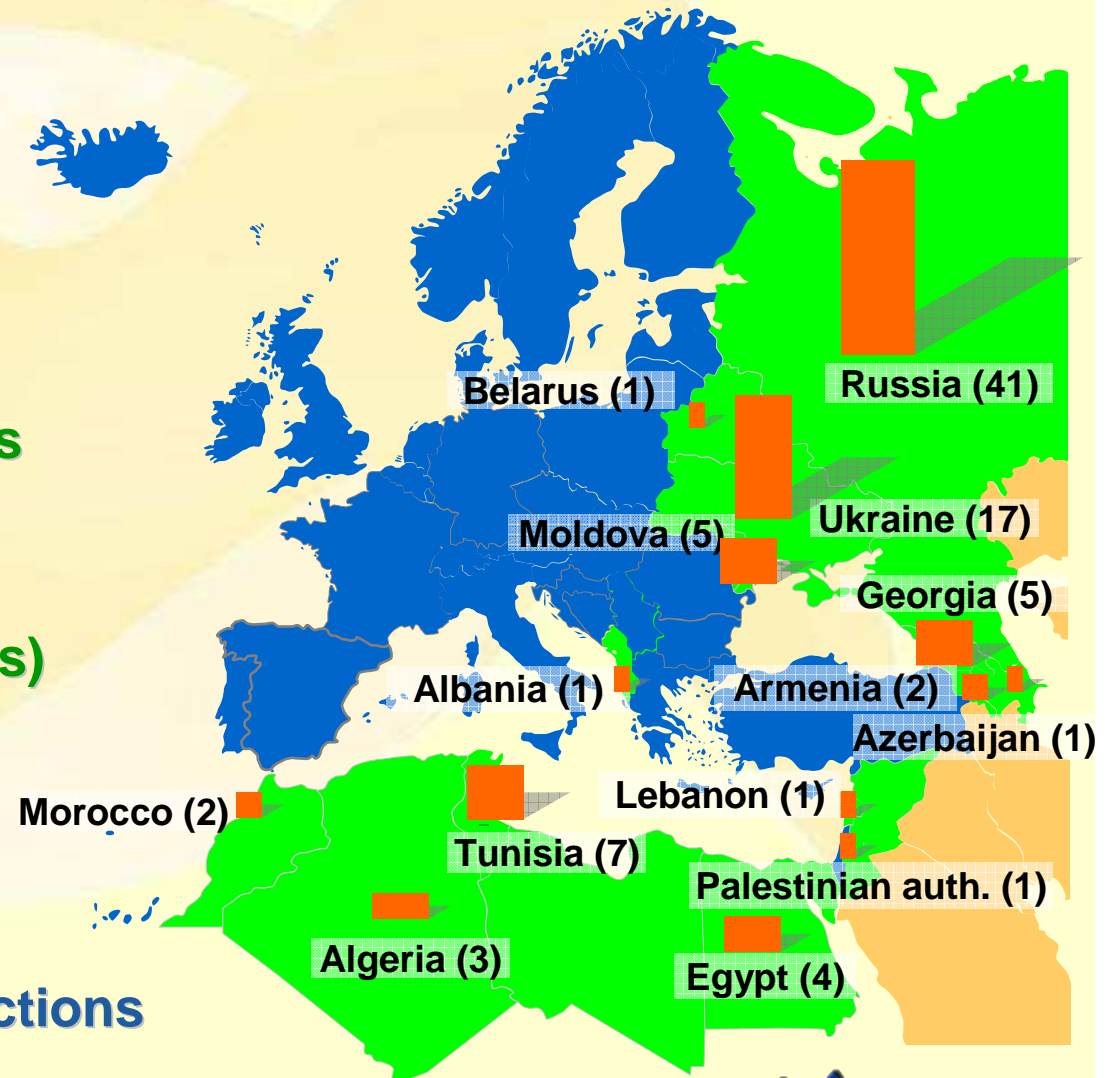 Belarus (1)
Russia (41)
Ukraine (17)
Moldova (5)
Georgia (5)
Albania (1)
Armenia (2)
Azerbaijan (1)
Lebanon (1)
Morocco (2)
Tunisia (7)
Palestinian auth. (1)
Algeria (3)
Egypt (4)
s
s)
ctions